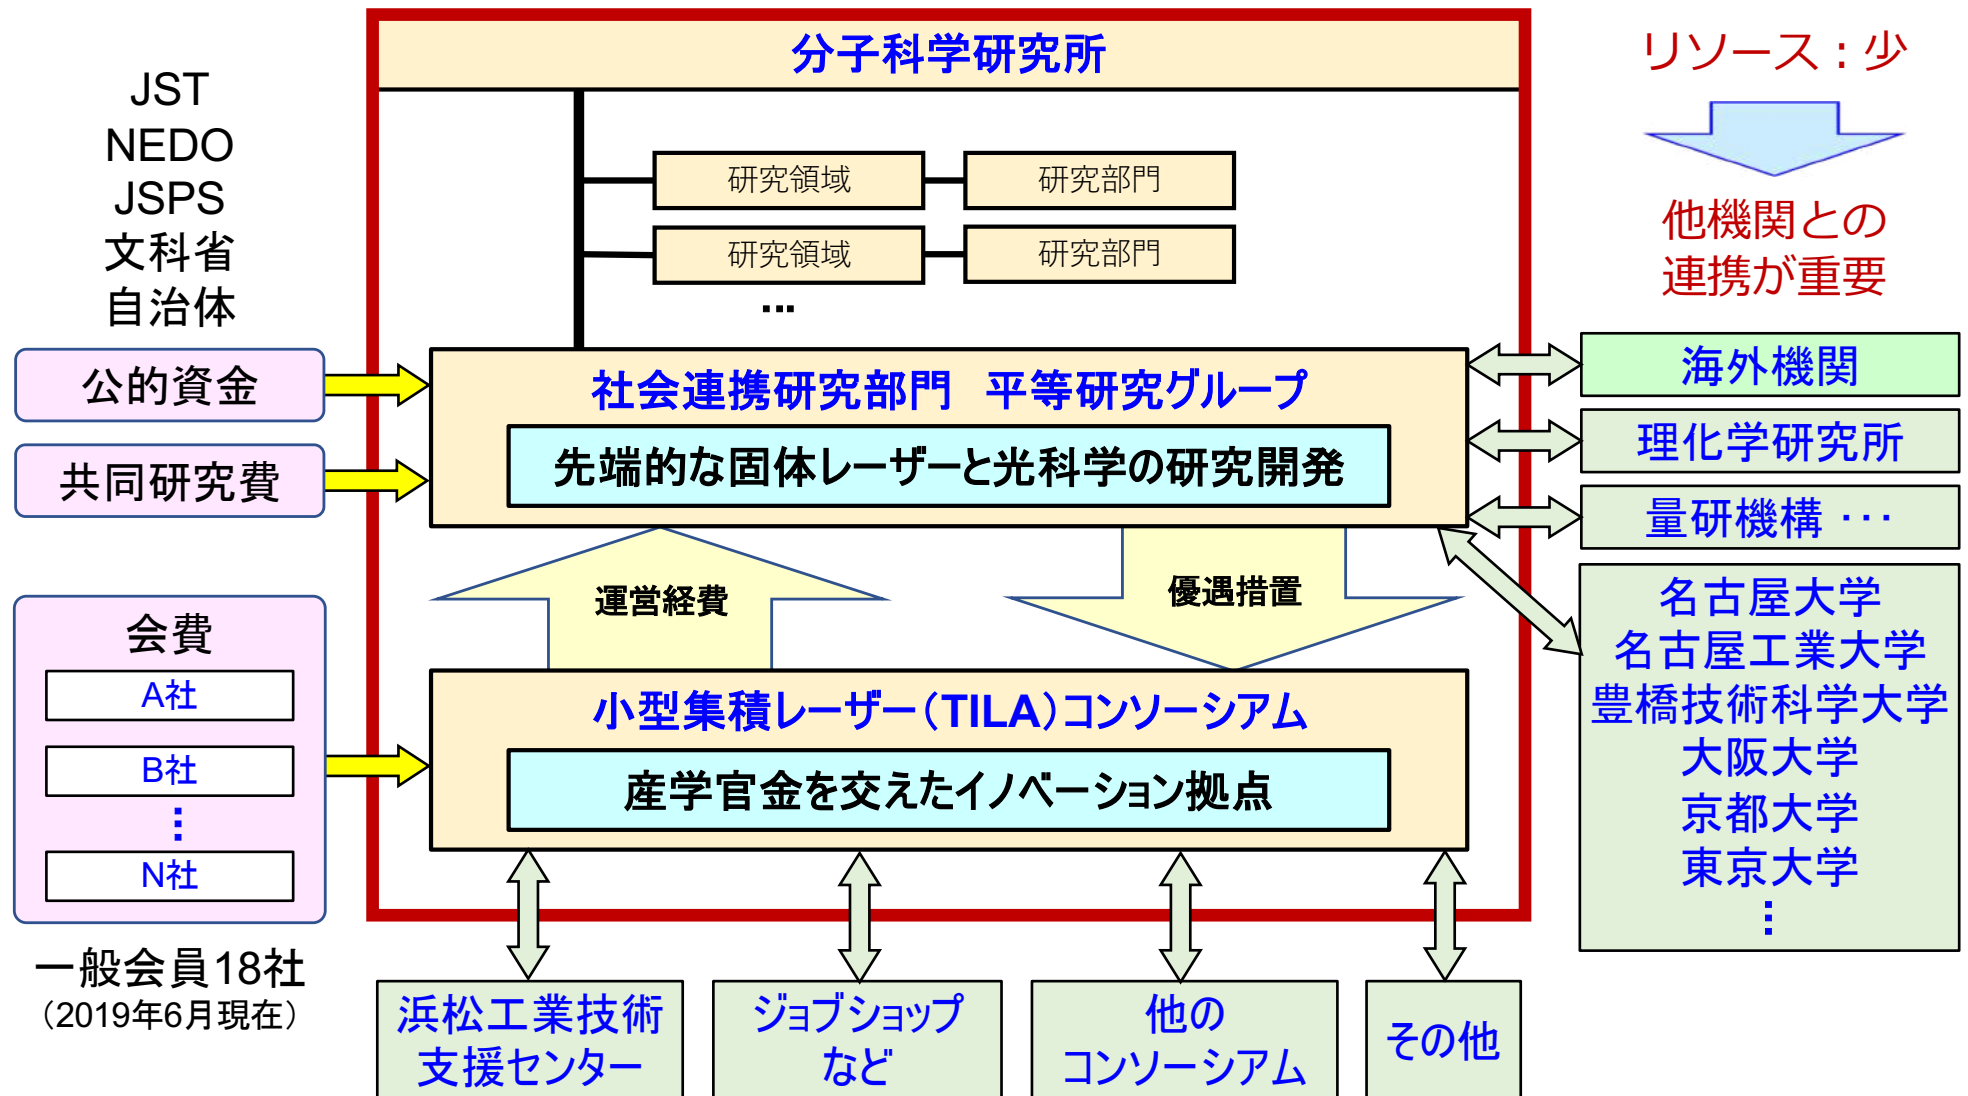 分子科学研究所
JST
NEDO
JSPS
文科省
自治体
リソース：少
他機関との
連携が重要
研究領域
研究部門
研究領域
研究部門
…
公的資金
共同研究費
社会連携研究部門　平等研究グループ
先端的な固体レーザーと光科学の研究開発
海外機関
理化学研究所
量研機構 ・・・
運営経費
優遇措置
会費
A社
B社
⋮
N社
一般会員18社
（2019年6月現在）
小型集積レーザー（TILA）コンソーシアム
産学官金を交えたイノベーション拠点
名古屋大学
名古屋工業大学
豊橋技術科学大学
大阪大学
京都大学
東京大学
⋮
浜松工業技術
支援センター
ジョブショップ
など
他の
コンソーシアム
その他